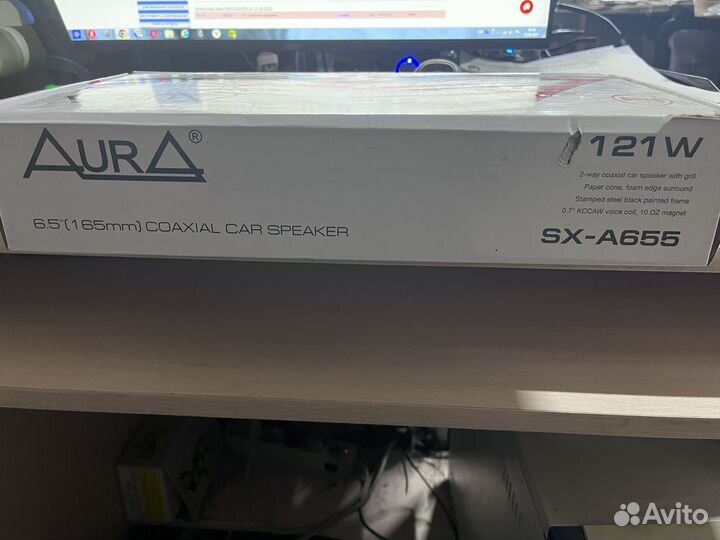 AURA®
6.5"(165mm) COAXIAL CAR SPEAKER
121W
2-way coaxial car speaker with grill
Paper cone, foam edge surround
Stamped steel black painted frame
0.7" KCCAW voice coil, 10 OZ magnet
SX-A655
Avito